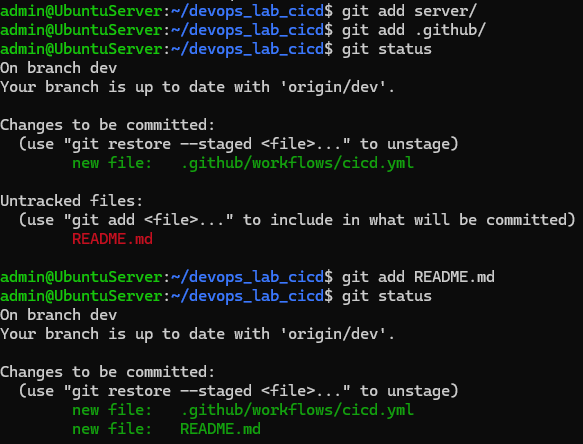 admin@UbuntuServer:~/devops_lab_cicd$ git add server/
admin@UbuntuServer:~/devops_lab_cicd$ git add .github/
admin@UbuntuServer:~/devops_lab_cicd$ git status
On branch dev
Your branch is up to date with 'origin/dev'.

Changes to be committed:
  (use "git restore --staged <file>..." to unstage)
        new file:   .github/workflows/cicd.yml

Untracked files:
  (use "git add <file>..." to include in what will be committed)
        README.md

admin@UbuntuServer:~/devops_lab_cicd$ git add README.md
admin@UbuntuServer:~/devops_lab_cicd$ git status
On branch dev
Your branch is up to date with 'origin/dev'.

Changes to be committed:
  (use "git restore --staged <file>..." to unstage)
        new file:   .github/workflows/cicd.yml
        new file:   README.md